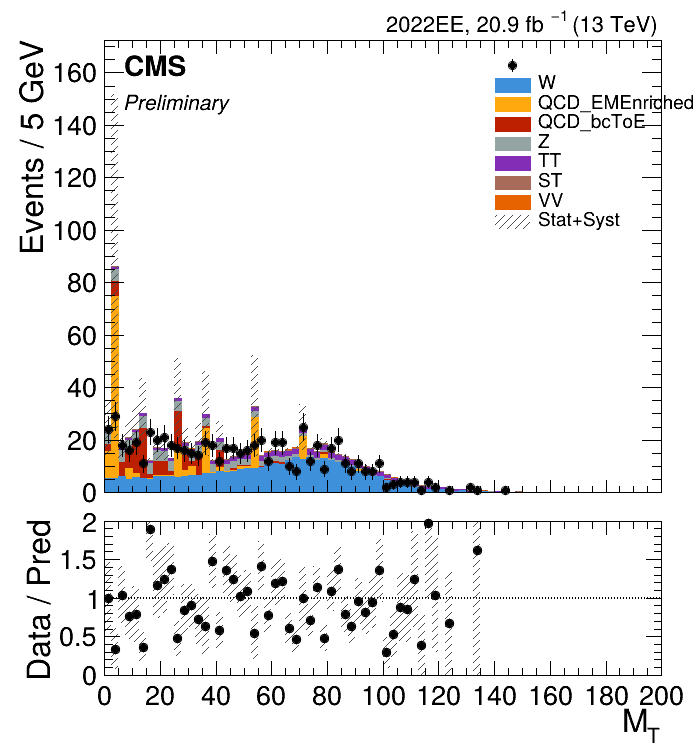 2022EE, 20.9 fb⁻¹ (13 TeV)
CMS
Preliminary
Events / 5 GeV
160
140
120
100
80
60
40
20
0
W
QCD_EMEnriched
QCD_bcToE
Z
TT
ST
VV
Stat+Syst
Data / Pred
2
1.5
1
0.5
0
0 20 40 60 80 100 120 140 160 180 200
M_T